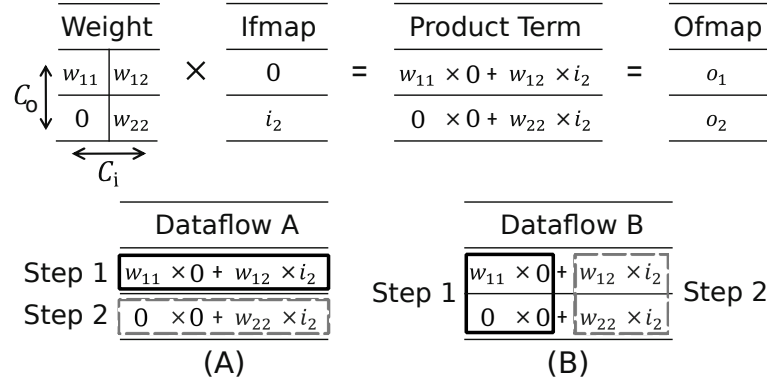 Weight Ifmap Product Term Ofmap
w₁₁ w₁₂ × 0 = w₁₁ × 0 + w₁₂ × i₂ = o₁
Cₒ 0 w₂₂ i₂ 0 × 0 + w₂₂ × i₂ o₂
Cᵢ
Dataflow A
Step 1 w₁₁ × 0 + w₁₂ × i₂
Step 2 0 × 0 + w₂₂ × i₂
(A)
Dataflow B
Step 1 w₁₁ × 0 + w₁₂ × i₂ Step 2
0 × 0 + w₂₂ × i₂
(B)